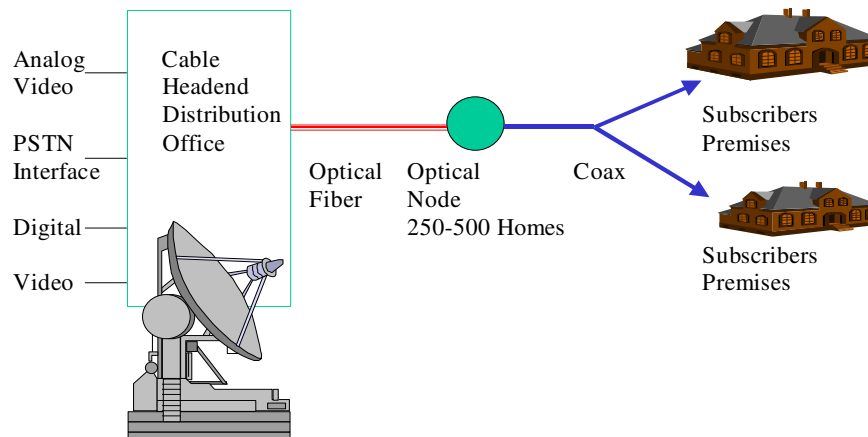 Analog
Video
PSTN
Interface
Digital
Video
Cable
Headend
Distribution
Office
Optical
Fiber
Optical
Node
250-500 Homes
Coax
Subscribers
Premises
Subscribers
Premises